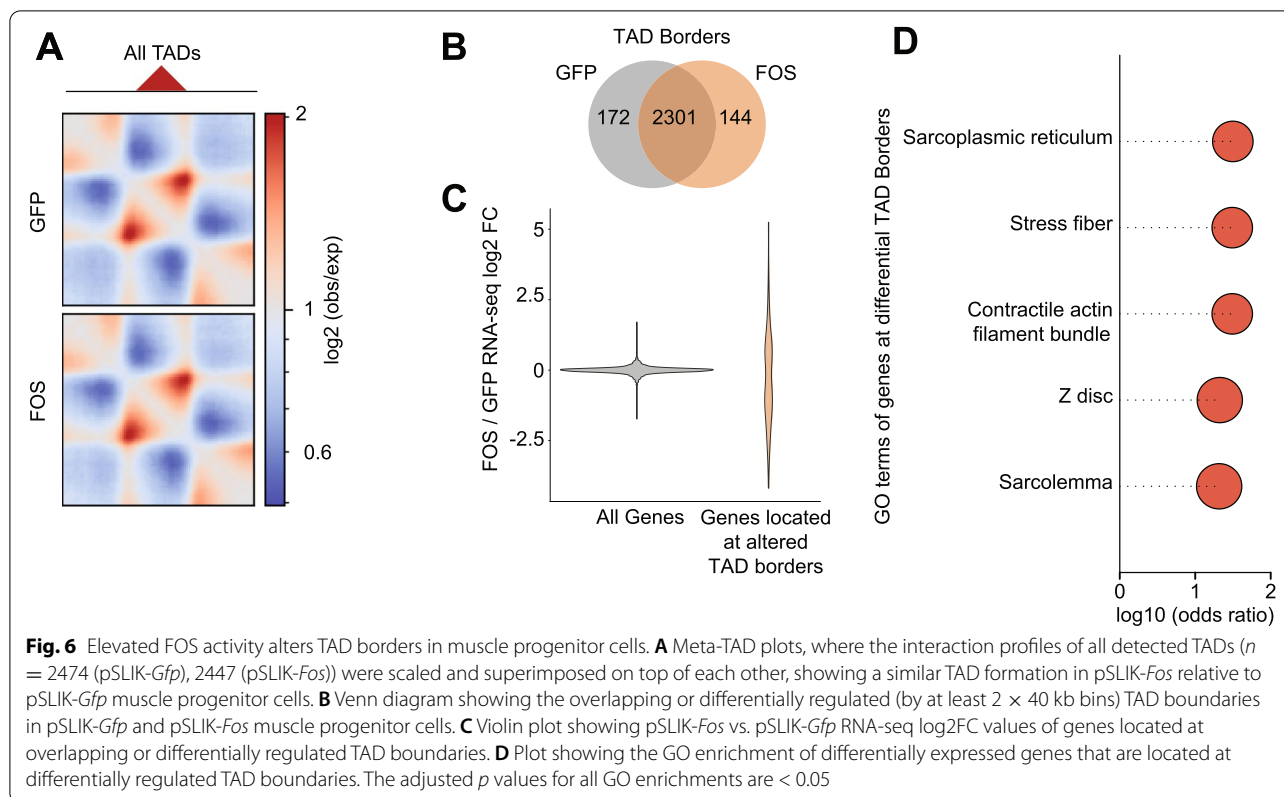 A
All TADs
GFP
FOS
2
1
0.6
log2 (obs/exp)
B
TAD Borders
GFP
FOS
172
2301
144
C
FOS / GFP RNA-seq log2 FC
5
2.5
0
-2.5
All Genes
Genes located
at altered
TAD borders
D
GO terms of genes at differential TAD Borders
Sarcoplasmic reticulum
Stress fiber
Contractile actin
filament bundle
Z disc
Sarcolemma
0
1
2
log10 (odds ratio)
Fig. 6 Elevated FOS activity alters TAD borders in muscle progenitor cells. A Meta-TAD plots, where the interaction profiles of all detected TADs (n
= 2474 (pSLIK-Gfp), 2447 (pSLIK-Fos)) were scaled and superimposed on top of each other, showing a similar TAD formation in pSLIK-Fos relative to
pSLIK-Gfp muscle progenitor cells. B Venn diagram showing the overlapping or differentially regulated (by at least 2 × 40 kb bins) TAD boundaries
in pSLIK-Gfp and pSLIK-Fos muscle progenitor cells. C Violin plot showing pSLIK-Fos vs. pSLIK-Gfp RNA-seq log2FC values of genes located at
overlapping or differentially regulated TAD boundaries. D Plot showing the GO enrichment of differentially expressed genes that are located at
differentially regulated TAD boundaries. The adjusted p values for all GO enrichments are < 0.05